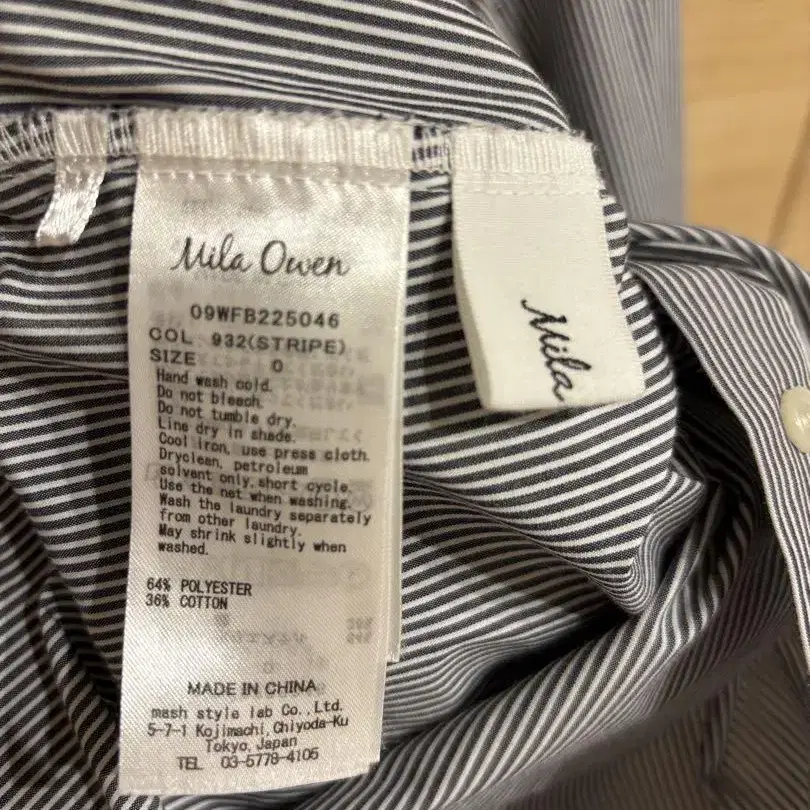 Mila Owen
09WFB225046
COL 932(STRIPE)
SIZE 0
Hand wash cold.
Do not bleach.
Do not tumble dry.
Line dry in shade.
Cool iron, use press cloth.
Dryclean, petroleum
solvent only,short cycle.
Use the net when washing.
Wash the laundry separately
from other laundry.
May shrink slightly when
washed.
64% POLYESTER
36% COTTON
MADE IN CHINA
mash style lab Co., Ltd.
5-7-1 Kojimachi,Chiyoda-Ku
Tokyo, Japan
TEL 03-5778-4105
Mila